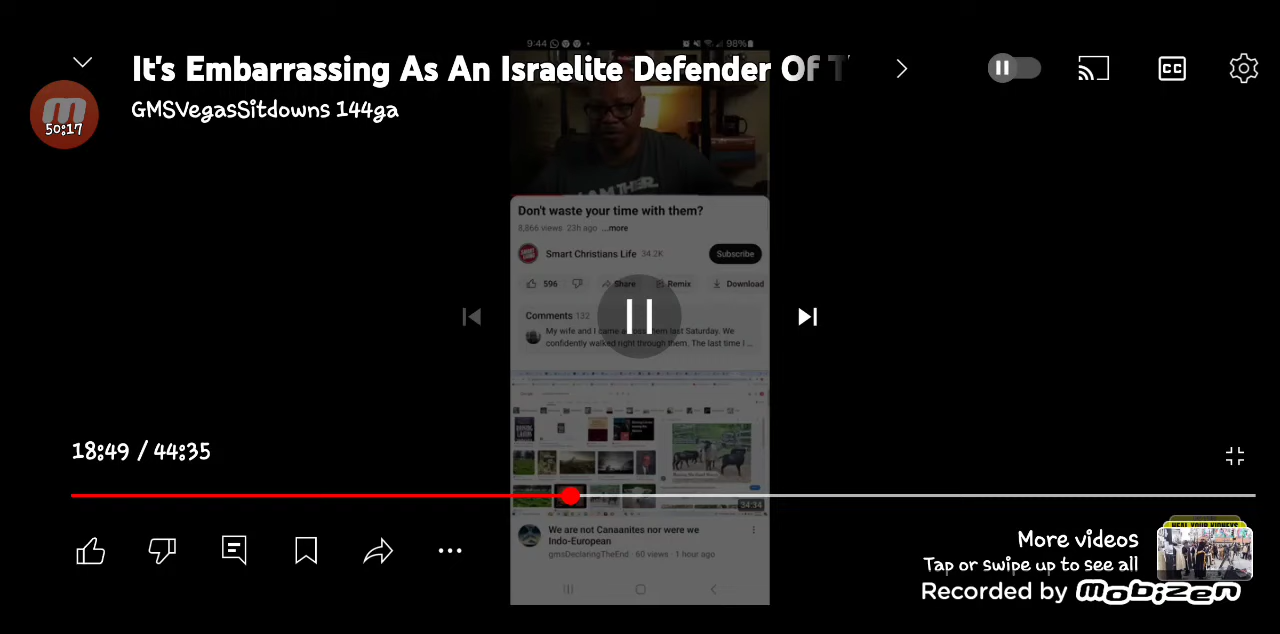 9:44
98%
It's Embarrassing As An Israelite Defender Of T
GMSVegasSitdowns 144ga
CC
m
50:17
I AM THER.
Don't waste your time with them?
8,866 views 23h ago ...more
Smart Christians Life 34.2K
Subscribe
596
Share
Remix
Download
Comments 132
My wife and I came across them last Saturday. We
confidently walked right through them. The last time I ...
18:49 / 44:35
34:34
We are not Canaanites nor were we
Indo-European
gmsDeclaringTheEnd · 60 views · 1 hour ago
More videos
Tap or swipe up to see all
Recorded by mobizen